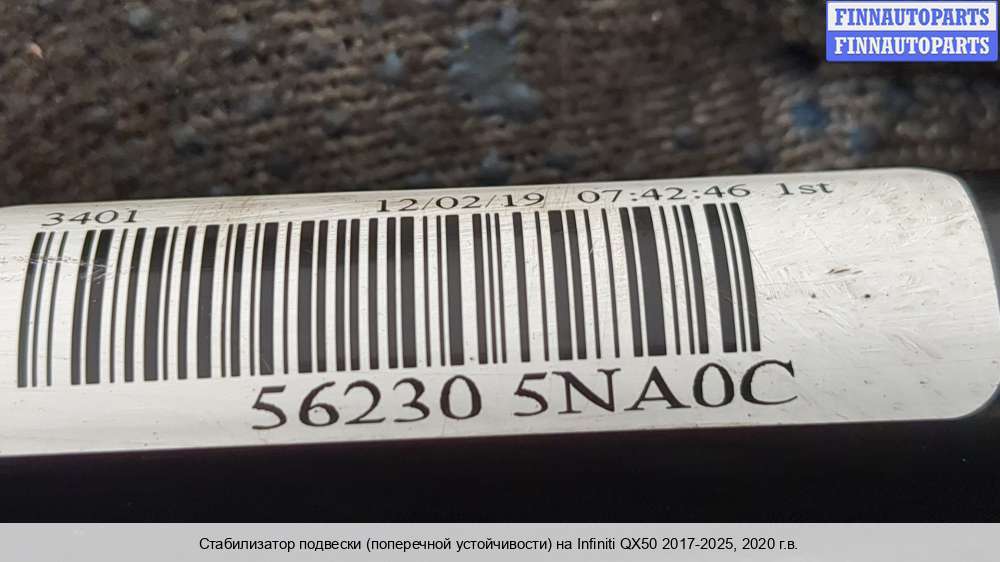 FINNAUTOPARTS
FINNAUTOPARTS
3401 12/02/19 07:42:46 1st
56230 5NA0C
Стабилизатор подвески (поперечной устойчивости) на Infiniti QX50 2017-2025, 2020 г.в.